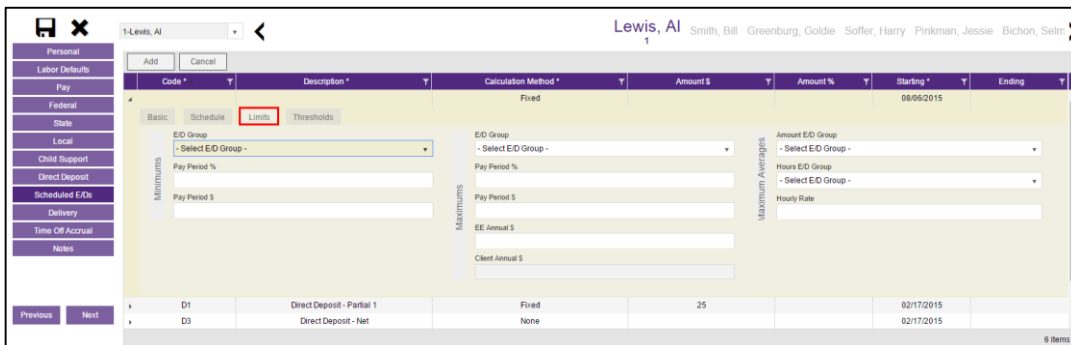 1-Lewis, Al
Lewis, Al Smith, Bill Greenburg, Goldie Soffer, Harry Pinkman, Jessie Bichon, Selm
1
Personal
Labor Defaults
Pay
Federal
State
Local
Child Support
Direct Deposit
Scheduled E/Ds
Delivery
Time Off Accrual
Notes
Previous Next
Add Cancel
Code * Description * Calculation Method * Amount $ Amount % Starting * Ending
Fixed 08/06/2015
Basic Schedule Limits Thresholds
Minimums
E/D Group
- Select E/D Group -
Pay Period %
Pay Period $
Maximums
E/D Group
- Select E/D Group -
Pay Period %
Pay Period $
EE Annual $
Client Annual $
Maximum Averages
Amount E/D Group
- Select E/D Group -
Hours E/D Group
- Select E/D Group -
Hourly Rate
D1 Direct Deposit - Partial 1 Fixed 25 02/17/2015
D3 Direct Deposit - Net None 02/17/2015
6 items